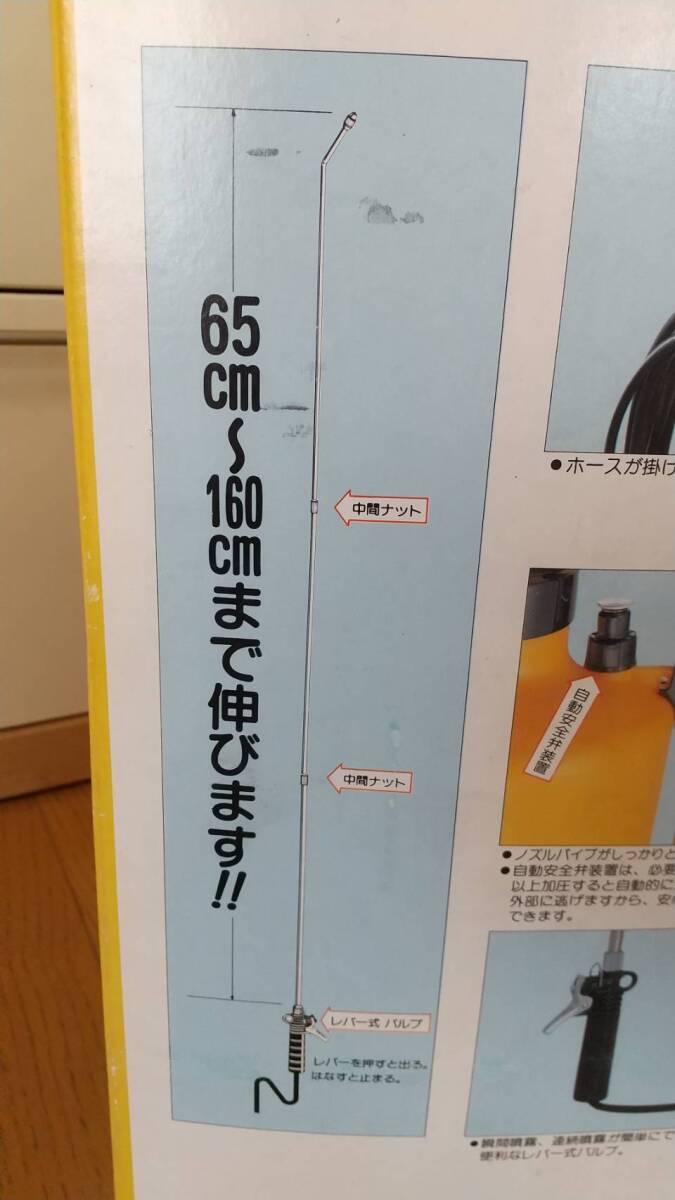 65cm〜160cmまで伸びます!!
中間ナット
中間ナット
レバー式 バルブ
レバーを押すと出る。
はなすと止まる。
●ホースが掛け
自動安全弁装置
●ノズルパイプがしっかりと
●自動安全弁装置は、必要
以上加圧すると自動的に
外部に逃げますから、安
できます。
●瞬間噴霧、連続噴霧が簡単にで
便利なレバー式バルブ。